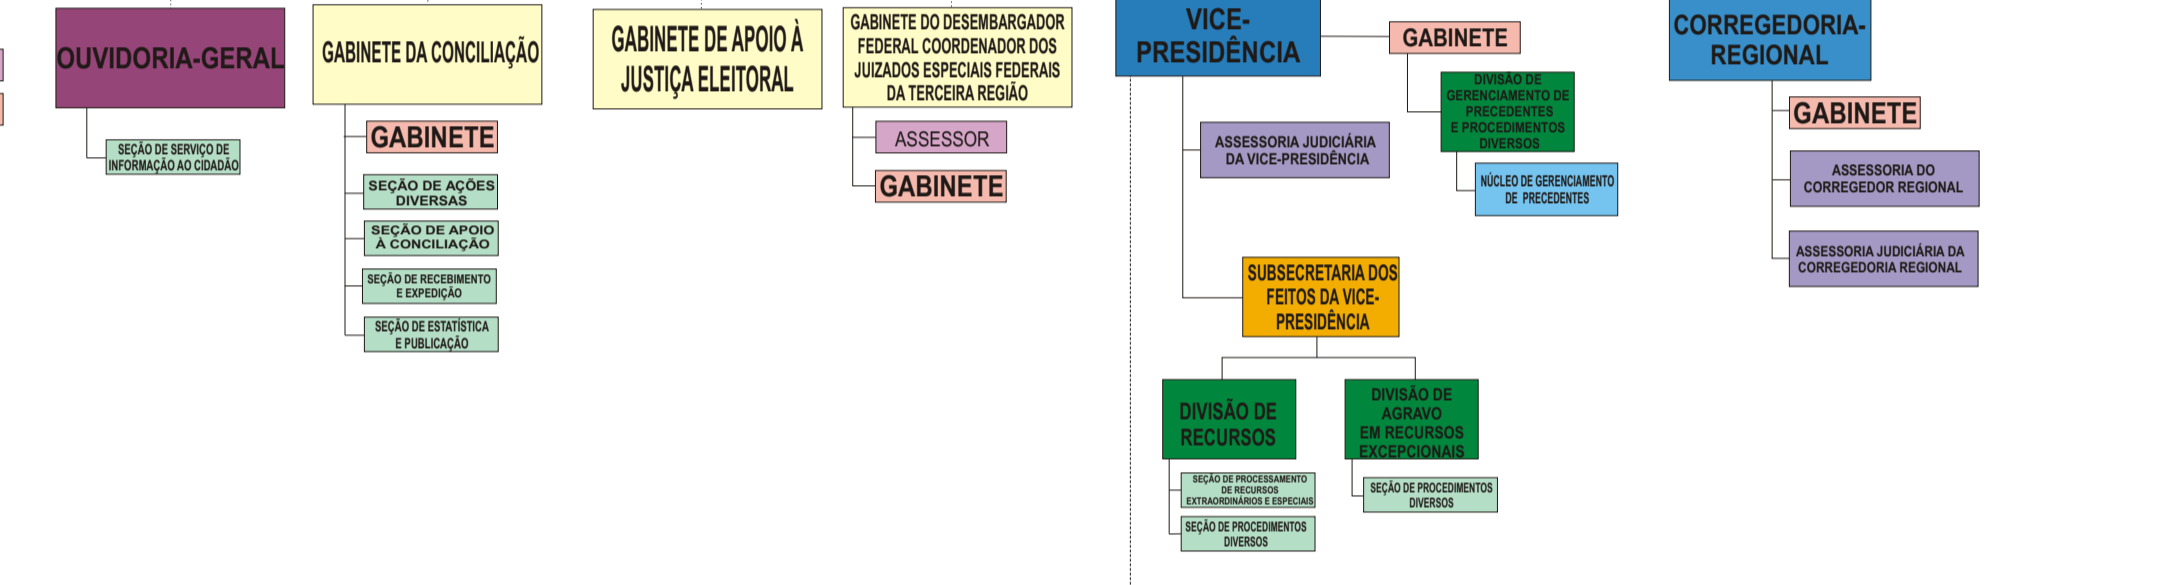 OUVIDORIA-GERAL
SEÇÃO DE SERVIÇO DE
INFORMAÇÃO AO CIDADÃO
GABINETE DA CONCILIAÇÃO
GABINETE
SEÇÃO DE AÇÕES
DIVERSAS
SEÇÃO DE APOIO
À CONCILIAÇÃO
SEÇÃO DE RECEBIMENTO
E EXPEDIÇÃO
SEÇÃO DE ESTATÍSTICA
E PUBLICAÇÃO
GABINETE DE APOIO À
JUSTIÇA ELEITORAL
GABINETE DO DESEMBARGADOR
FEDERAL COORDENADOR DOS
JUIZADOS ESPECIAIS FEDERAIS
DA TERCEIRA REGIÃO
ASSESSOR
GABINETE
VICE-
PRESIDÊNCIA
GABINETE
DIVISÃO DE
GERENCIAMENTO DE
PRECEDENTES
E PROCEDIMENTOS
DIVERSOS
NÚCLEO DE GERENCIAMENTO
DE PRECEDENTES
ASSESSORIA JUDICIÁRIA
DA VICE-PRESIDÊNCIA
SUBSECRETARIA DOS
FEITOS DA VICE-
PRESIDÊNCIA
DIVISÃO DE
RECURSOS
SEÇÃO DE PROCESSAMENTO
DE RECURSOS
EXTRAORDINÁRIOS E ESPECIAIS
SEÇÃO DE PROCEDIMENTOS
DIVERSOS
DIVISÃO DE
AGRAVO
EM RECURSOS
EXCEPCIONAIS
SEÇÃO DE PROCEDIMENTOS
DIVERSOS
CORREGEDORIA-
REGIONAL
GABINETE
ASSESSORIA DO
CORREGEDOR REGIONAL
ASSESSORIA JUDICIÁRIA DA
CORREGEDORIA REGIONAL